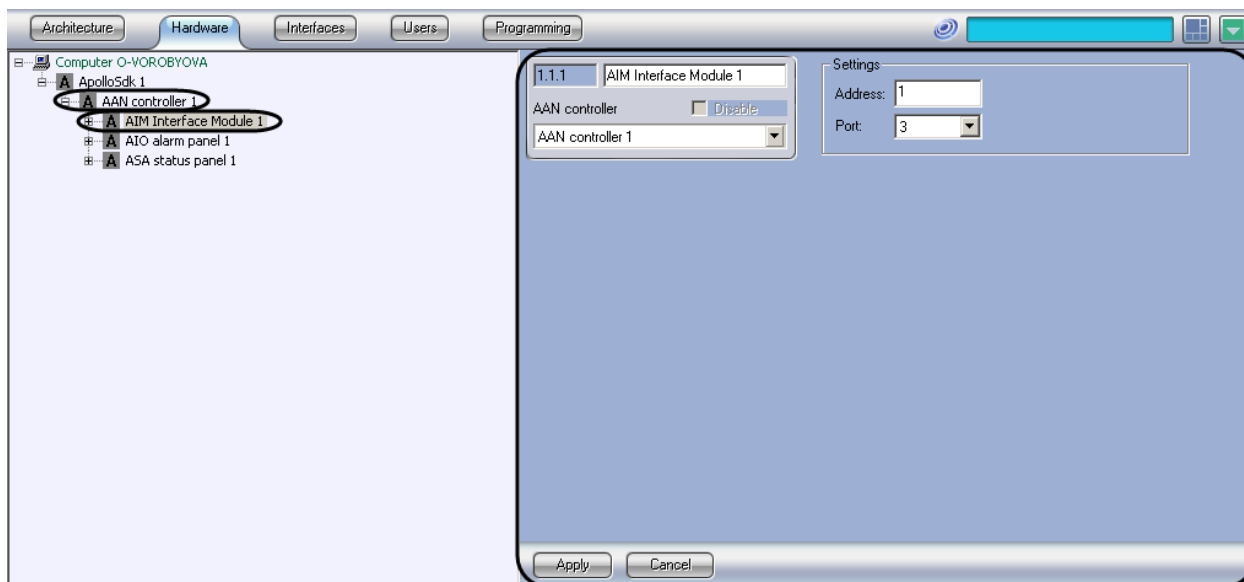 Architecture Hardware Interfaces Users Programming
Computer O-VOROBYOVA
A ApolloSdk 1
A AAN controller 1
A AIM Interface Module 1
A AIO alarm panel 1
A ASA status panel 1
1.1.1 AIM Interface Module 1
AAN controller Disable
AAN controller 1
Settings
Address: 1
Port: 3
Apply Cancel